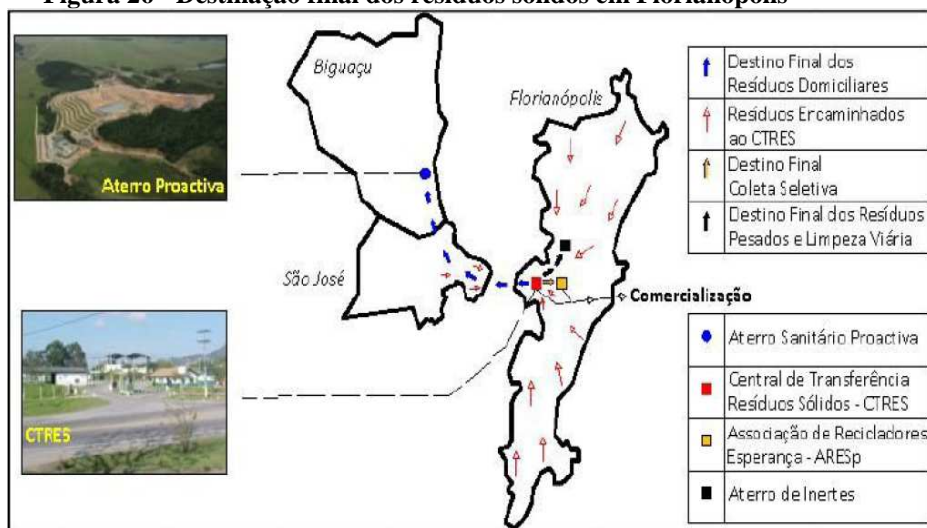 Figura 26 - Destinação final dos resíduos sólidos em Florianópolis
Aterro Proactiva
CTRES
Biguaçu
Florianópolis
São José
Comercialização
Destino Final dos
Resíduos Domiciliares
Resíduos Encaminhados
ao CTRES
Destino Final
Coleta Seletiva
Destino Final dos Resíduos
Pesados e Limpeza Viária
Aterro Sanitário Proactiva
Central de Transferência
Resíduos Sólidos - CTRES
Associação de Recicladores
Esperança - ARESp
Aterro de Inertes